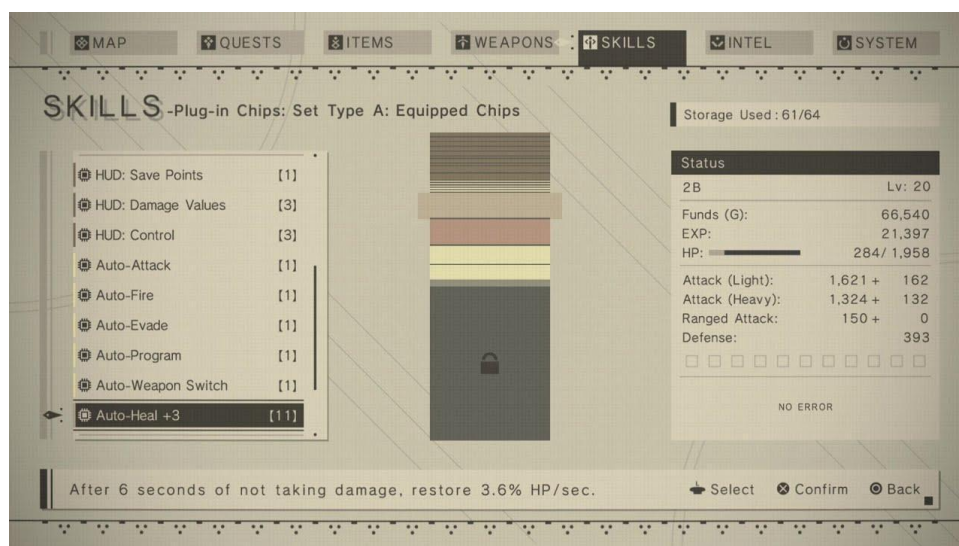 MAP QUESTS ITEMS WEAPONS SKILLS INTEL SYSTEM
SKILLS -Plug-in Chips: Set Type A: Equipped Chips
Storage Used : 61/64
HUD: Save Points [1]
HUD: Damage Values [3]
HUD: Control [3]
Auto-Attack [1]
Auto-Fire [1]
Auto-Evade [1]
Auto-Program [1]
Auto-Weapon Switch [1]
Auto-Heal +3 [11]
Status
2B Lv: 20
Funds (G): 66,540
EXP: 21,397
HP: 284/ 1,958
Attack (Light): 1,621 + 162
Attack (Heavy): 1,324 + 132
Ranged Attack: 150 + 0
Defense: 393
NO ERROR
After 6 seconds of not taking damage, restore 3.6% HP/sec.
Select Confirm Back